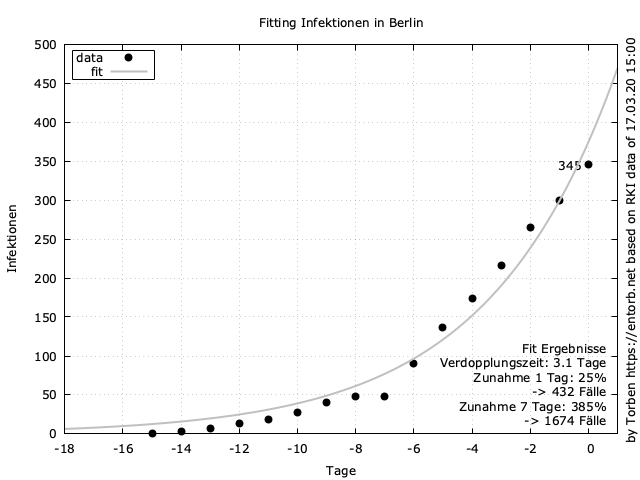 Fitting Infektionen in Berlin
data
fit
500
450
400
350
300
250
200
150
100
50
0
Infektionen
345
Fit Ergebnisse
Verdopplungszeit: 3.1 Tage
Zunahme 1 Tag: 25%
-> 432 Fälle
Zunahme 7 Tage: 385%
-> 1674 Fälle
-18 -16 -14 -12 -10 -8 -6 -4 -2 0
Tage
by Torben https://entorb.net based on RKI data of 17.03.20 15:00